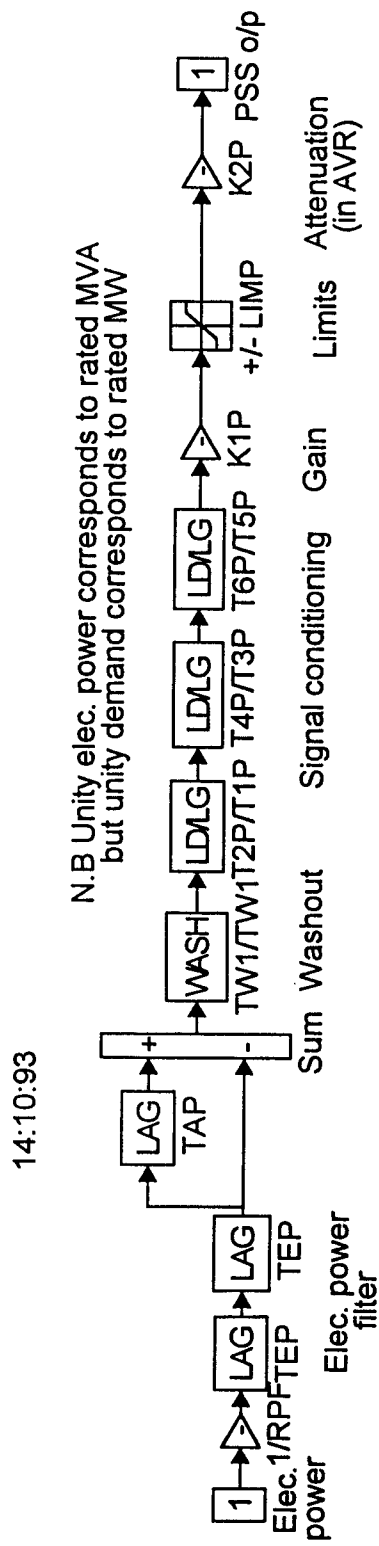 14:10:93
N.B Unity elec. power corresponds to rated MVA
but unity demand corresponds to rated MW
1
Elec.
power
1/RPF
LAG
TEP
LAG
TEP
Elec. power
filter
LAG
TAP
+
-
Sum
WASH
TW1/TW1
Washout
LD/LG
T2P/T1P
LD/LG
T4P/T3P
LD/LG
T6P/T5P
Signal conditioning
-
K1P
Gain
+/- LIMP
Limits
-
K2P
Attenuation
(in AVR)
1
PSS o/p